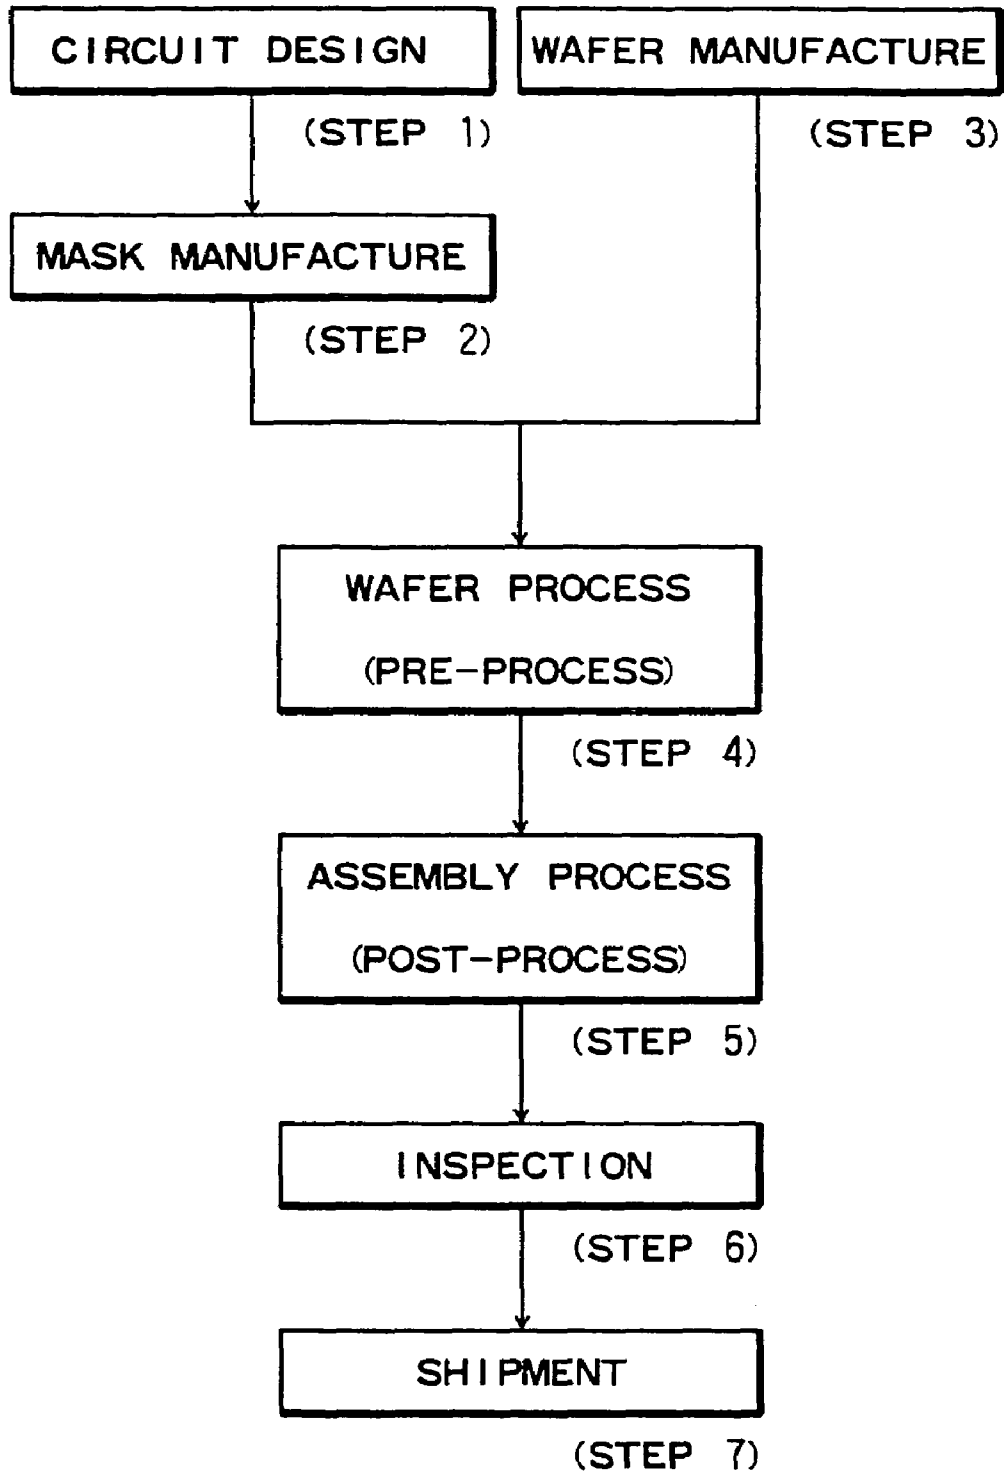 CIRCUIT DESIGN
(STEP 1)
WAFER MANUFACTURE
(STEP 3)
MASK MANUFACTURE
(STEP 2)
WAFER PROCESS
(PRE-PROCESS)
(STEP 4)
ASSEMBLY PROCESS
(POST-PROCESS)
(STEP 5)
INSPECTION
(STEP 6)
SHIPMENT
(STEP 7)